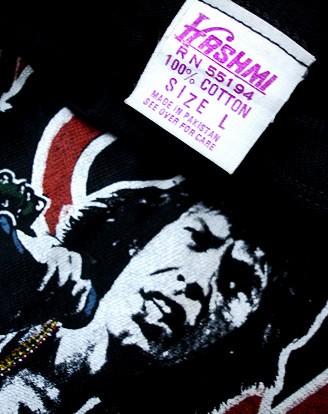 HASHMI
RN 55194
100% COTTON
SIZE L
MADE IN PAKISTAN
SEE OVER FOR CARE